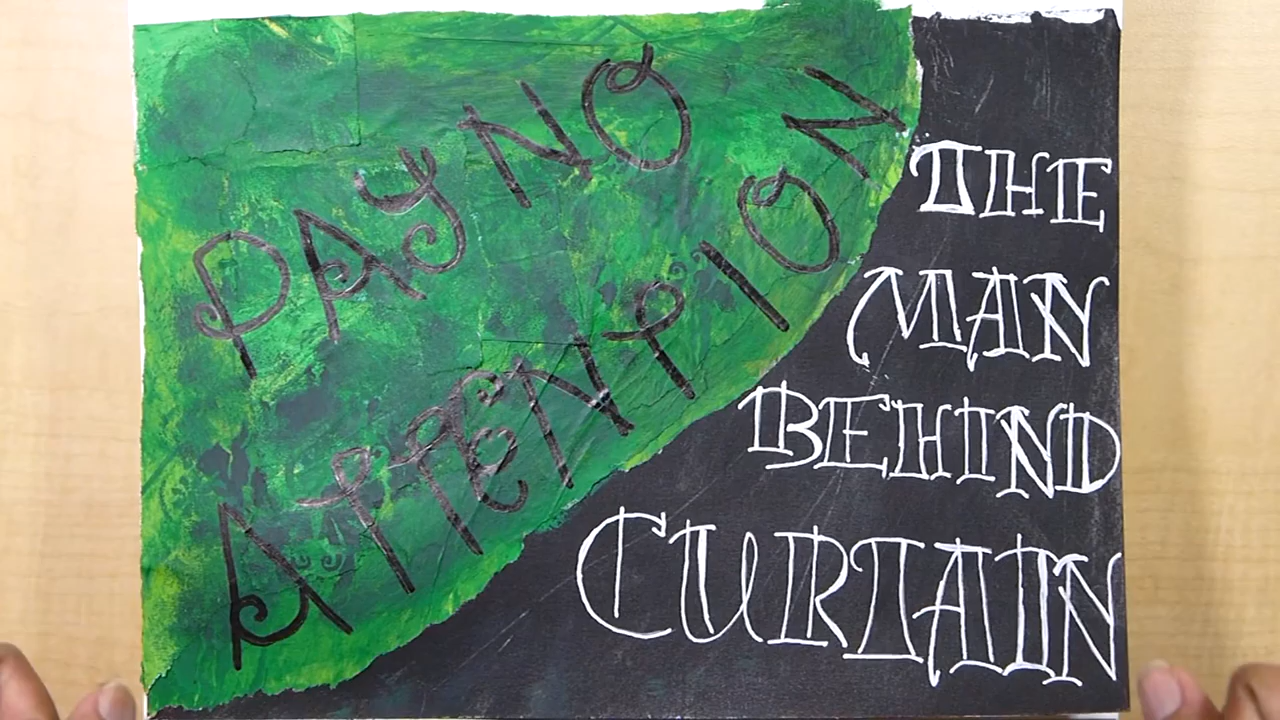 PAY NO
ATTENTION
THE
MAN
BEHIND
CURTAIN